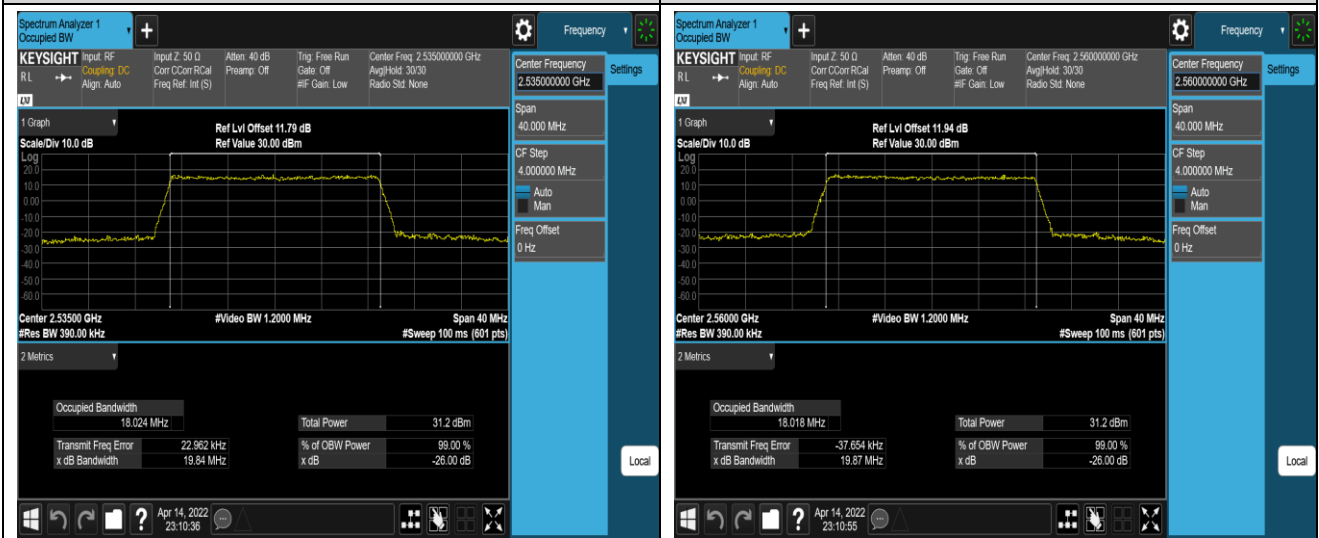 Spectrum Analyzer 1
Occupied BW
+
Frequency
KEYSIGHT
RL
LXI
Input: RF
Coupling: DC
Align: Auto
Input Z: 50 Ω
Corr CCorr RCal
Freq Ref: Int (S)
Atten: 40 dB
Preamp: Off
Trig: Free Run
Gate: Off
#IF Gain: Low
Center Freq: 2.535000000 GHz
Avg|Hold: 30/30
Radio Std: None
Center Frequency
2.535000000 GHz
Settings
Span
40.000 MHz
CF Step
4.000000 MHz
Auto
Man
Freq Offset
0 Hz
Local
1 Graph
Ref Lvl Offset 11.79 dB
Scale/Div 10.0 dB
Ref Value 30.00 dBm
Log
20.0
10.0
0.00
-10.0
-20.0
-30.0
-40.0
-50.0
-60.0
Center 2.53500 GHz
#Video BW 1.2000 MHz
Span 40 MHz
#Res BW 390.00 kHz
#Sweep 100 ms (601 pts)
2 Metrics
Occupied Bandwidth
18.024 MHz
Total Power 31.2 dBm
Transmit Freq Error 22.962 kHz
% of OBW Power 99.00 %
x dB Bandwidth 19.84 MHz
x dB -26.00 dB
?
Apr 14, 2022
23:10:36
Spectrum Analyzer 1
Occupied BW
+
Frequency
KEYSIGHT
RL
LXI
Input: RF
Coupling: DC
Align: Auto
Input Z: 50 Ω
Corr CCorr RCal
Freq Ref: Int (S)
Atten: 40 dB
Preamp: Off
Trig: Free Run
Gate: Off
#IF Gain: Low
Center Freq: 2.560000000 GHz
Avg|Hold: 30/30
Radio Std: None
Center Frequency
2.560000000 GHz
Settings
Span
40.000 MHz
CF Step
4.000000 MHz
Auto
Man
Freq Offset
0 Hz
Local
1 Graph
Ref Lvl Offset 11.94 dB
Scale/Div 10.0 dB
Ref Value 30.00 dBm
Log
20.0
10.0
0.00
-10.0
-20.0
-30.0
-40.0
-50.0
-60.0
Center 2.56000 GHz
#Video BW 1.2000 MHz
Span 40 MHz
#Res BW 390.00 kHz
#Sweep 100 ms (601 pts)
2 Metrics
Occupied Bandwidth
18.018 MHz
Total Power 31.2 dBm
Transmit Freq Error -37.654 kHz
% of OBW Power 99.00 %
x dB Bandwidth 19.87 MHz
x dB -26.00 dB
?
Apr 14, 2022
23:10:55